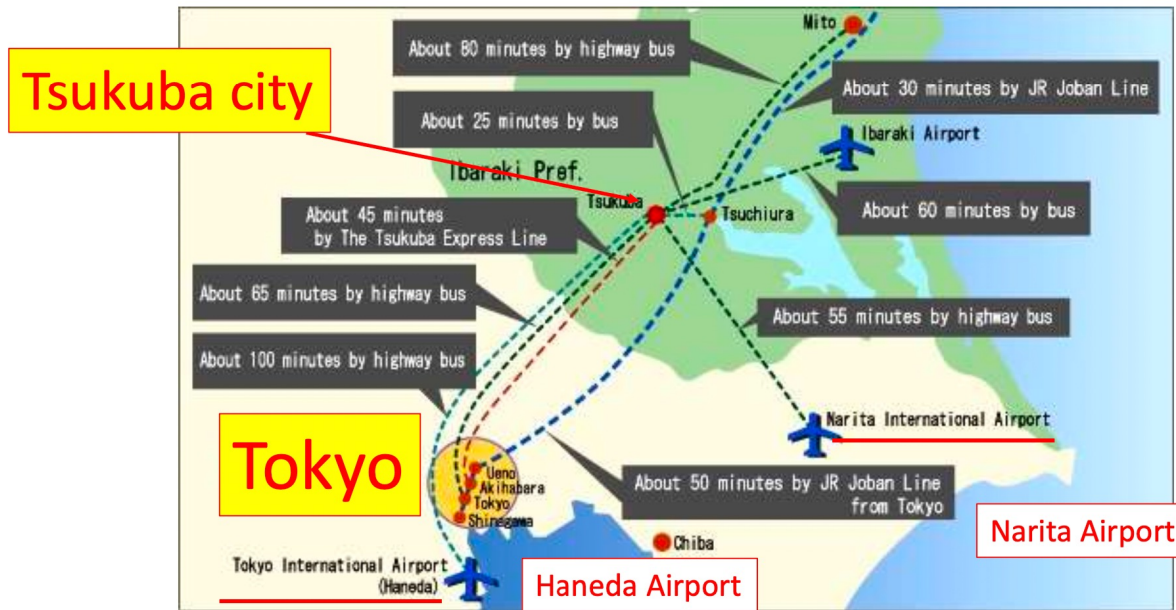 Mito
About 80 minutes by highway bus
Tsukuba city
About 30 minutes by JR Joban Line
About 25 minutes by bus
Ibaraki Airport
Ibaraki Pref.
Tsukuba
Tsuchiura
About 60 minutes by bus
About 45 minutes
by The Tsukuba Express Line
About 65 minutes by highway bus
About 55 minutes by highway bus
About 100 minutes by highway bus
Tokyo
Narita International Airport
Ueno
Akihabara
Tokyo
Shinagawa
About 50 minutes by JR Joban Line
from Tokyo
Narita Airport
Chiba
Tokyo International Airport
(Haneda)
Haneda Airport